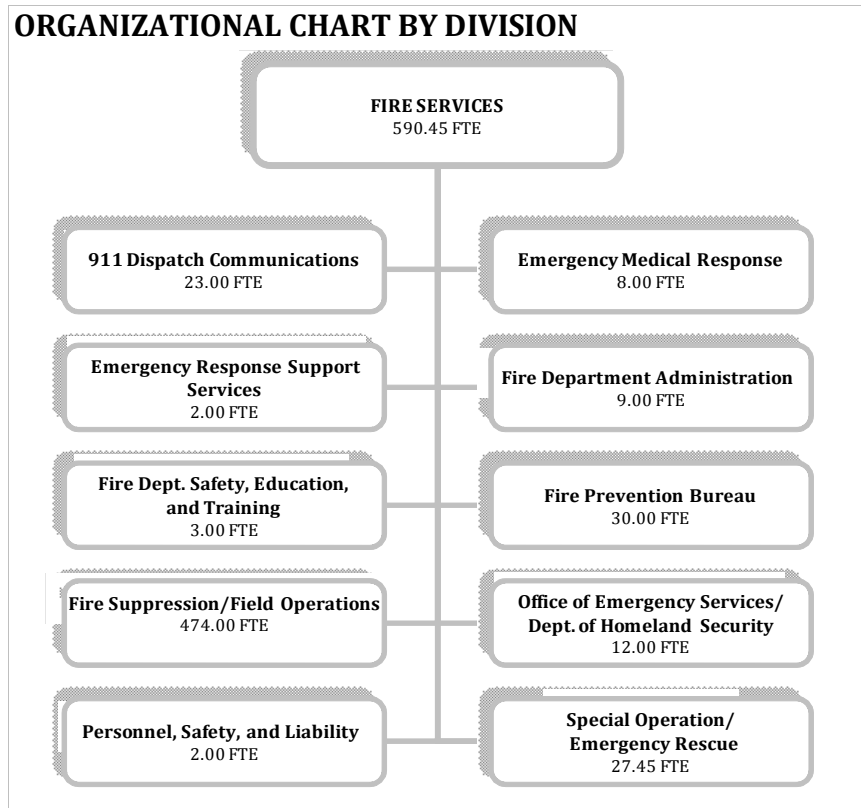 ORGANIZATIONAL CHART BY DIVISION
FIRE SERVICES
590.45 FTE
911 Dispatch Communications
23.00 FTE
Emergency Medical Response
8.00 FTE
Emergency Response Support
Services
2.00 FTE
Fire Department Administration
9.00 FTE
Fire Dept. Safety, Education,
and Training
3.00 FTE
Fire Prevention Bureau
30.00 FTE
Fire Suppression/Field Operations
474.00 FTE
Office of Emergency Services/
Dept. of Homeland Security
12.00 FTE
Personnel, Safety, and Liability
2.00 FTE
Special Operation/
Emergency Rescue
27.45 FTE